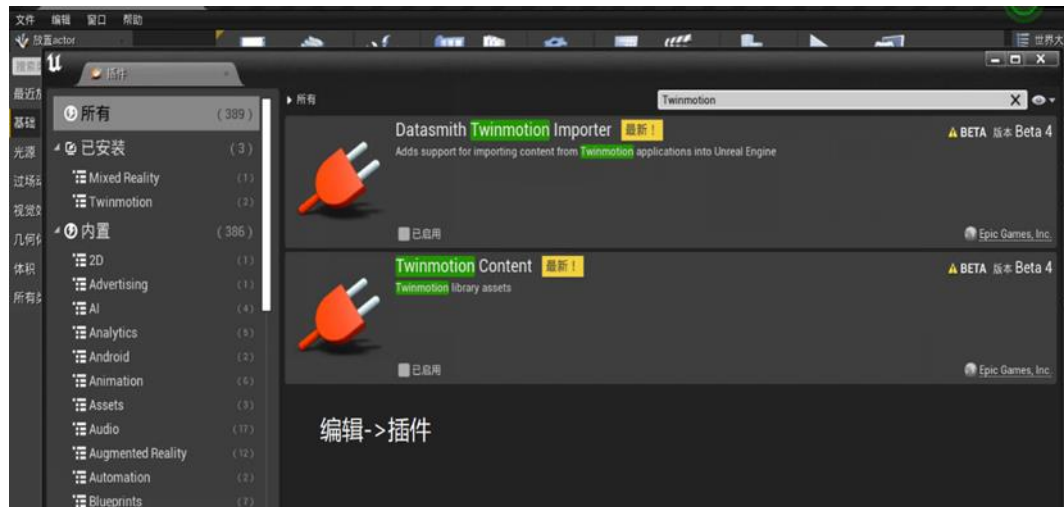 文件 编辑 窗口 帮助
放置actor
世界大
插件
最近
基础
光源
过场
视觉
几何
体积
所有
所有 (389)
已安装 (3)
Mixed Reality (1)
Twinmotion (2)
内置 (386)
2D (1)
Advertising (1)
AI (4)
Analytics (5)
Android (2)
Animation (6)
Assets (3)
Audio (17)
Augmented Reality (12)
Automation (2)
Blueprints (7)
所有
Twinmotion X
Datasmith Twinmotion Importer 最新！
BETA 版本 Beta 4
Adds support for importing content from Twinmotion applications into Unreal Engine
已启用
Epic Games, Inc.
Twinmotion Content 最新！
BETA 版本 Beta 4
Twinmotion library assets
已启用
Epic Games, Inc.
编辑->插件